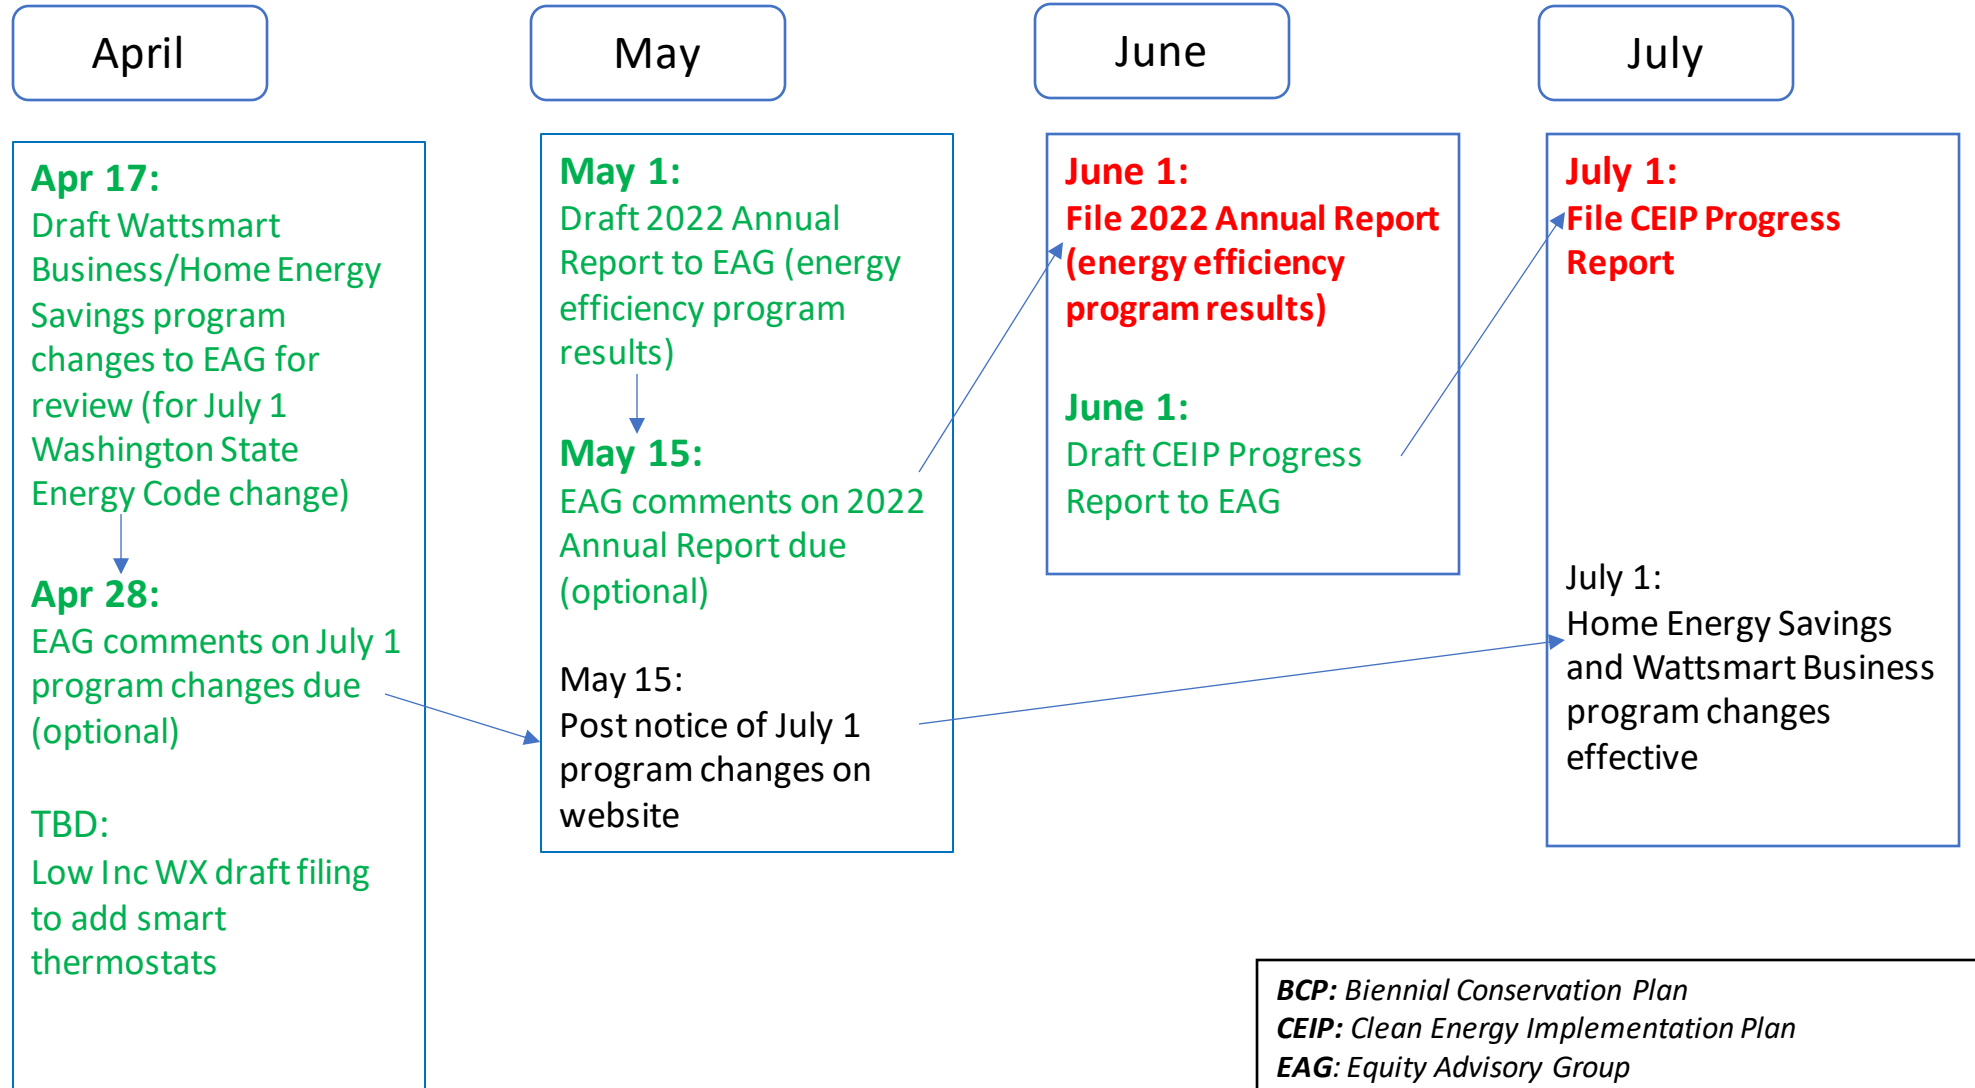 April
Apr 17:
Draft Wattsmart
Business/Home Energy
Savings program
changes to EAG for
review (for July 1
Washington State
Energy Code change)
Apr 28:
EAG comments on July 1
program changes due
(optional)
TBD:
Low Inc WX draft filing
to add smart
thermostats
May
May 1:
Draft 2022 Annual
Report to EAG (energy
efficiency program
results)
May 15:
EAG comments on 2022
Annual Report due
(optional)
May 15:
Post notice of July 1
program changes on
website
June
June 1:
File 2022 Annual Report
(energy efficiency
program results)
June 1:
Draft CEIP Progress
Report to EAG
July
July 1:
File CEIP Progress
Report
July 1:
Home Energy Savings
and Wattsmart Business
program changes
effective
BCP: Biennial Conservation Plan
CEIP: Clean Energy Implementation Plan
EAG: Equity Advisory Group